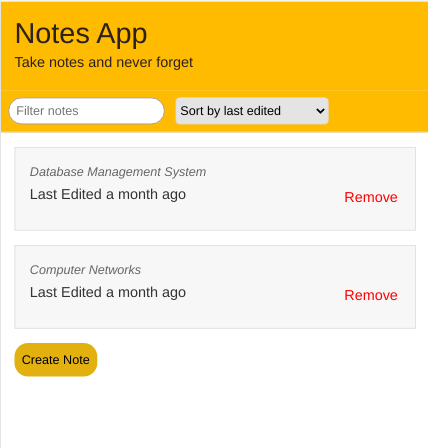 Notes App
Take notes and never forget
Filter notes
Sort by last edited
Database Management System
Last Edited a month ago
Remove
Computer Networks
Last Edited a month ago
Remove
Create Note